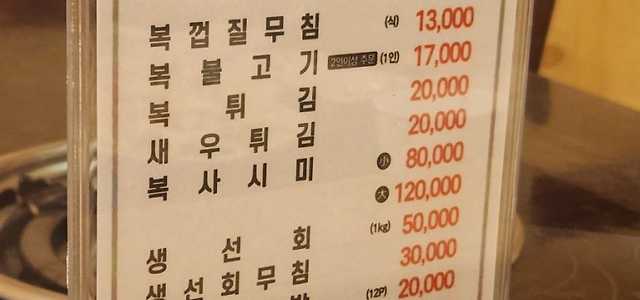 복 껍 질 무 침 (식) 13,000
복 불 고 기 2인이상 주문 (1인) 17,000
복 튀 김 20,000
새 우 튀 김 20,000
복 사 시 미 小 80,000
大 120,000
생 선 회 (1kg) 50,000
생 선 회 무 침 30,000
(12P) 20,000